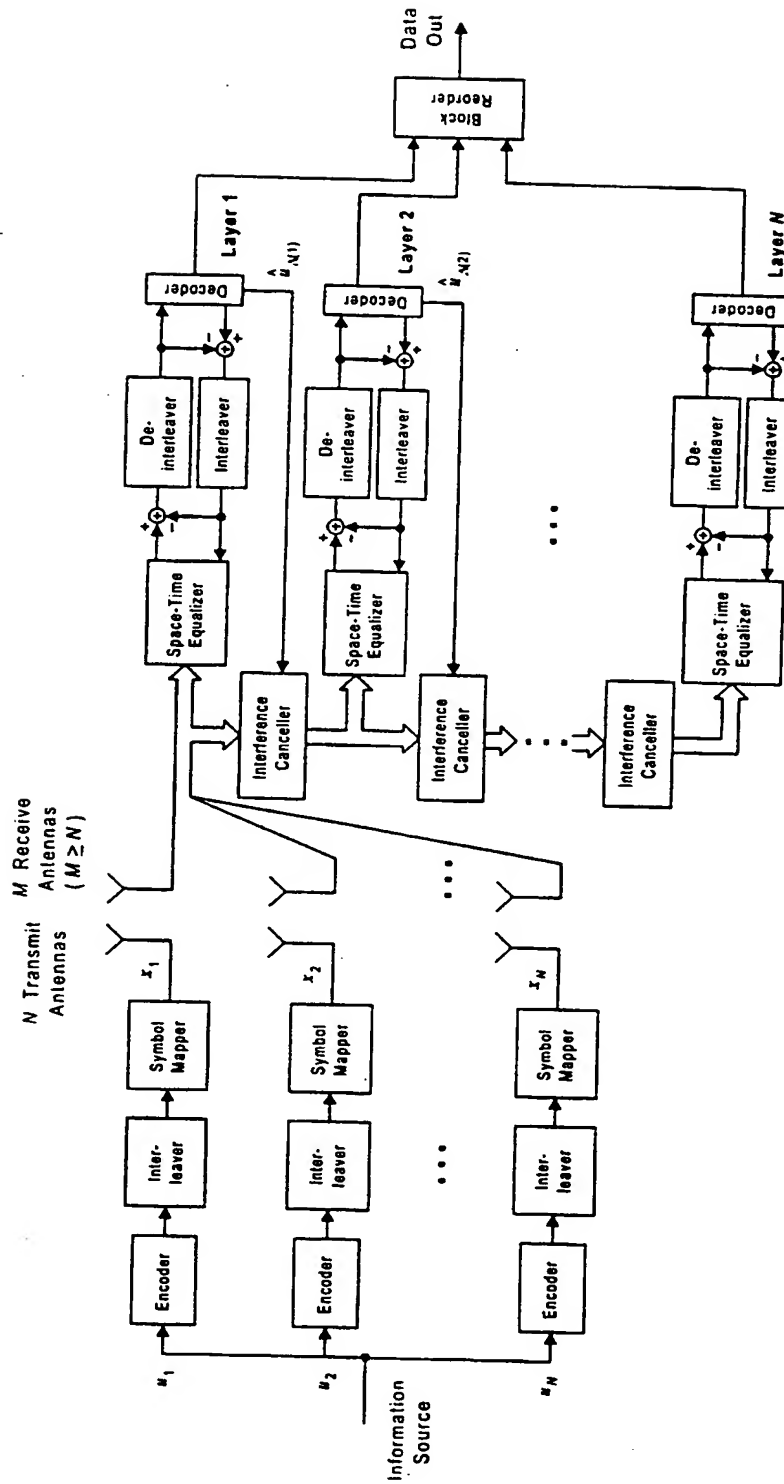 N Transmit
Antennas
M Receive
Antennas
(M ≥ N)
Information
Source
u₁
Encoder
Inter-
leaver
Symbol
Mapper
x₁
u₂
Encoder
Inter-
leaver
Symbol
Mapper
x₂
u_N
Encoder
Inter-
leaver
Symbol
Mapper
x_N
Space-Time
Equalizer
+
−
De-
interleaver
Interleaver
−
+
Decoder
Layer 1
Interference
Canceller
Space-Time
Equalizer
+
−
De-
interleaver
Interleaver
−
+
Decoder
Layer 2
Interference
Canceller
Interference
Canceller
Space-Time
Equalizer
+
−
De-
interleaver
Interleaver
−
+
Decoder
Layer N
Block
Reorder
Data
Out